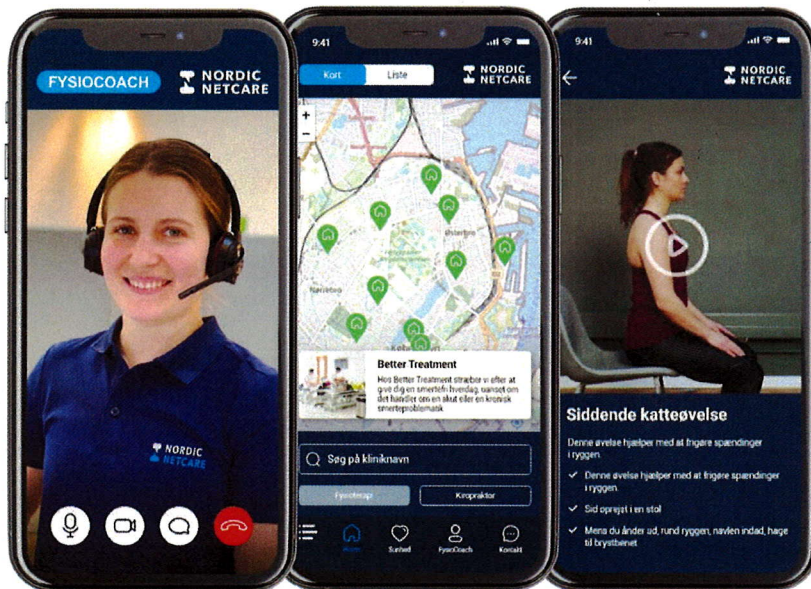 FYSIOCOACH
NORDIC
NETCARE
NORDIC
NETCARE
9:41
Kort
Liste
NORDIC
NETCARE
+
−
Østerbro
Nørrebro
Better Treatment
Hos Better Treatment stræber vi efter at
give dig en smertefri hverdag, uanset om
det handler om en akut eller en kronisk
smerteproblematik.
Søg på kliniknavn
Fysioterapi
Kiropraktor
Sunhed
FysioCoach
Kontakt
9:41
NORDIC
NETCARE
Siddende katteøvelse
Denne øvelse hjælper med at frigøre spændinger
i ryggen.
✓ Denne øvelse hjælper med at frigøre spændinger
i ryggen.
✓ Sid oprejst i en stol
✓ Mens du ånder ud, rund ryggen, navlen indad, hage
til brystbenet